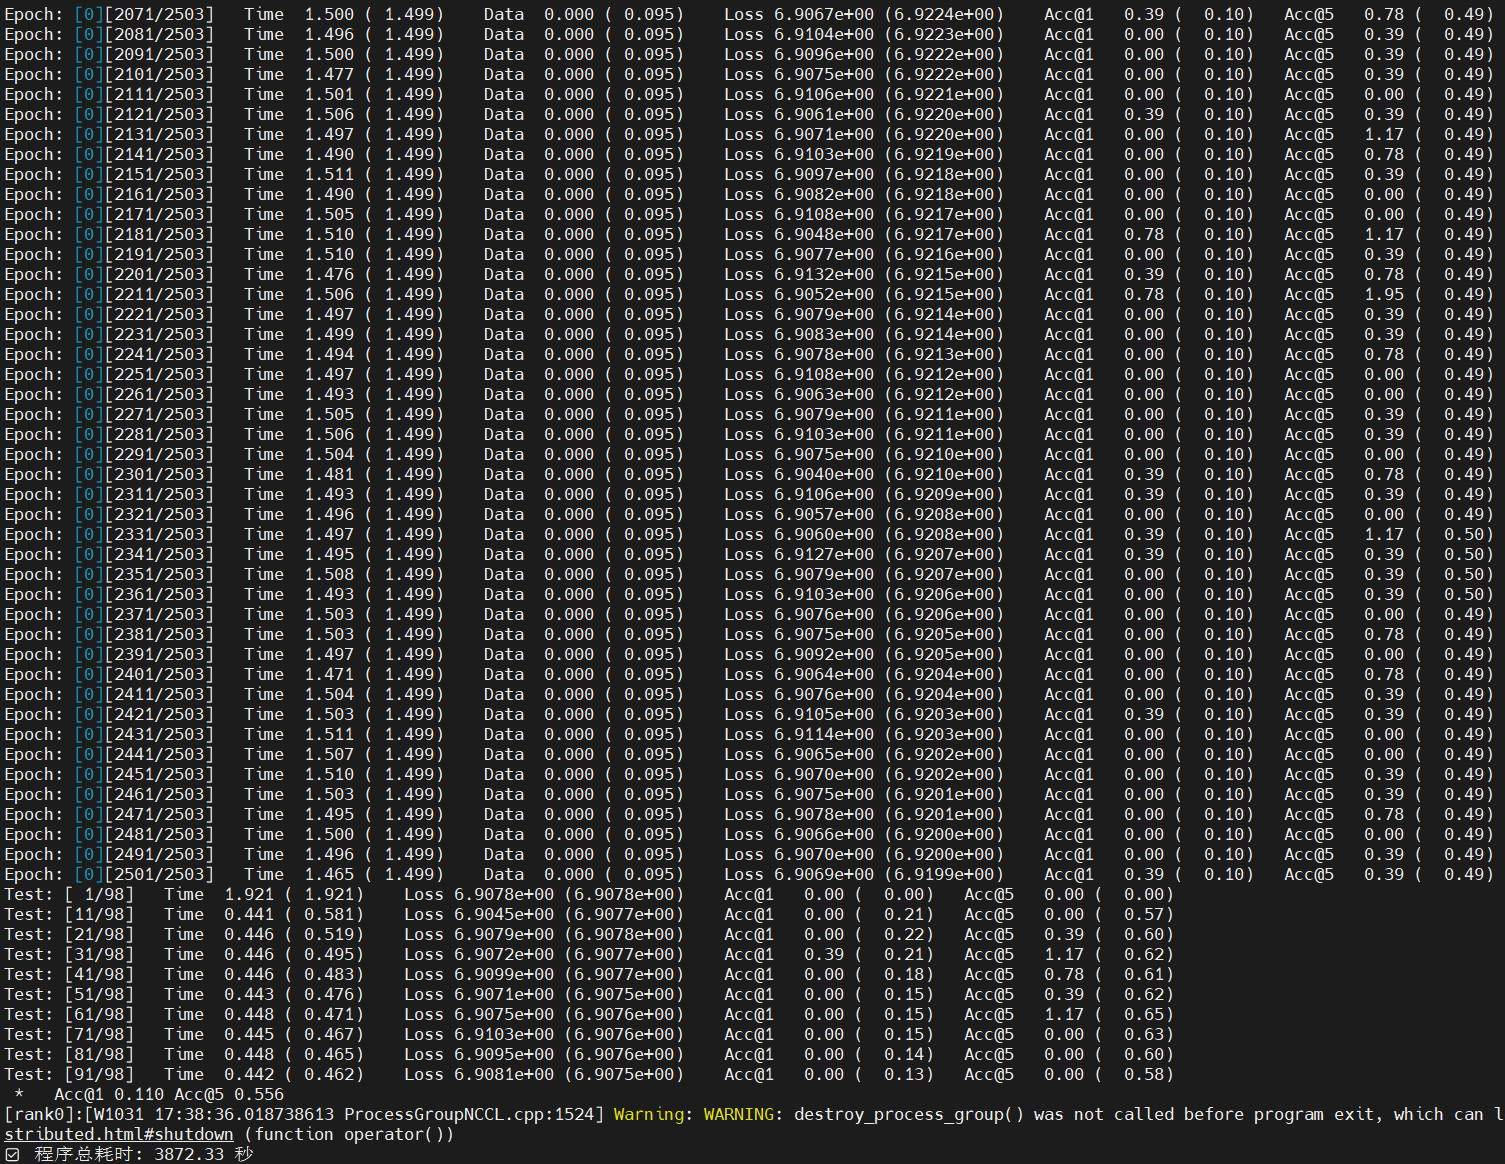 Epoch: [0][2071/2503]   Time  1.500 ( 1.499)    Data  0.000 ( 0.095)    Loss 6.9067e+00 (6.9224e+00)    Acc@1   0.39 (  0.10)   Acc@5   0.78 (  0.49)
Epoch: [0][2081/2503]   Time  1.496 ( 1.499)    Data  0.000 ( 0.095)    Loss 6.9104e+00 (6.9223e+00)    Acc@1   0.00 (  0.10)   Acc@5   0.39 (  0.49)
Epoch: [0][2091/2503]   Time  1.500 ( 1.499)    Data  0.000 ( 0.095)    Loss 6.9096e+00 (6.9222e+00)    Acc@1   0.00 (  0.10)   Acc@5   0.39 (  0.49)
Epoch: [0][2101/2503]   Time  1.477 ( 1.499)    Data  0.000 ( 0.095)    Loss 6.9075e+00 (6.9222e+00)    Acc@1   0.00 (  0.10)   Acc@5   0.39 (  0.49)
Epoch: [0][2111/2503]   Time  1.501 ( 1.499)    Data  0.000 ( 0.095)    Loss 6.9106e+00 (6.9221e+00)    Acc@1   0.00 (  0.10)   Acc@5   0.00 (  0.49)
Epoch: [0][2121/2503]   Time  1.506 ( 1.499)    Data  0.000 ( 0.095)    Loss 6.9061e+00 (6.9220e+00)    Acc@1   0.39 (  0.10)   Acc@5   0.39 (  0.49)
Epoch: [0][2131/2503]   Time  1.497 ( 1.499)    Data  0.000 ( 0.095)    Loss 6.9071e+00 (6.9220e+00)    Acc@1   0.00 (  0.10)   Acc@5   1.17 (  0.49)
Epoch: [0][2141/2503]   Time  1.490 ( 1.499)    Data  0.000 ( 0.095)    Loss 6.9103e+00 (6.9219e+00)    Acc@1   0.00 (  0.10)   Acc@5   0.78 (  0.49)
Epoch: [0][2151/2503]   Time  1.511 ( 1.499)    Data  0.000 ( 0.095)    Loss 6.9097e+00 (6.9218e+00)    Acc@1   0.00 (  0.10)   Acc@5   0.39 (  0.49)
Epoch: [0][2161/2503]   Time  1.490 ( 1.499)    Data  0.000 ( 0.095)    Loss 6.9082e+00 (6.9218e+00)    Acc@1   0.00 (  0.10)   Acc@5   0.00 (  0.49)
Epoch: [0][2171/2503]   Time  1.505 ( 1.499)    Data  0.000 ( 0.095)    Loss 6.9108e+00 (6.9217e+00)    Acc@1   0.00 (  0.10)   Acc@5   0.00 (  0.49)
Epoch: [0][2181/2503]   Time  1.510 ( 1.499)    Data  0.000 ( 0.095)    Loss 6.9048e+00 (6.9217e+00)    Acc@1   0.78 (  0.10)   Acc@5   1.17 (  0.49)
Epoch: [0][2191/2503]   Time  1.510 ( 1.499)    Data  0.000 ( 0.095)    Loss 6.9077e+00 (6.9216e+00)    Acc@1   0.00 (  0.10)   Acc@5   0.39 (  0.49)
Epoch: [0][2201/2503]   Time  1.476 ( 1.499)    Data  0.000 ( 0.095)    Loss 6.9132e+00 (6.9215e+00)    Acc@1   0.39 (  0.10)   Acc@5   0.78 (  0.49)
Epoch: [0][2211/2503]   Time  1.506 ( 1.499)    Data  0.000 ( 0.095)    Loss 6.9052e+00 (6.9215e+00)    Acc@1   0.78 (  0.10)   Acc@5   1.95 (  0.49)
Epoch: [0][2221/2503]   Time  1.497 ( 1.499)    Data  0.000 ( 0.095)    Loss 6.9079e+00 (6.9214e+00)    Acc@1   0.00 (  0.10)   Acc@5   0.39 (  0.49)
Epoch: [0][2231/2503]   Time  1.499 ( 1.499)    Data  0.000 ( 0.095)    Loss 6.9083e+00 (6.9214e+00)    Acc@1   0.00 (  0.10)   Acc@5   0.39 (  0.49)
Epoch: [0][2241/2503]   Time  1.494 ( 1.499)    Data  0.000 ( 0.095)    Loss 6.9078e+00 (6.9213e+00)    Acc@1   0.00 (  0.10)   Acc@5   0.78 (  0.49)
Epoch: [0][2251/2503]   Time  1.497 ( 1.499)    Data  0.000 ( 0.095)    Loss 6.9108e+00 (6.9212e+00)    Acc@1   0.00 (  0.10)   Acc@5   0.00 (  0.49)
Epoch: [0][2261/2503]   Time  1.493 ( 1.499)    Data  0.000 ( 0.095)    Loss 6.9063e+00 (6.9212e+00)    Acc@1   0.00 (  0.10)   Acc@5   0.00 (  0.49)
Epoch: [0][2271/2503]   Time  1.505 ( 1.499)    Data  0.000 ( 0.095)    Loss 6.9079e+00 (6.9211e+00)    Acc@1   0.00 (  0.10)   Acc@5   0.39 (  0.49)
Epoch: [0][2281/2503]   Time  1.506 ( 1.499)    Data  0.000 ( 0.095)    Loss 6.9103e+00 (6.9211e+00)    Acc@1   0.00 (  0.10)   Acc@5   0.39 (  0.49)
Epoch: [0][2291/2503]   Time  1.504 ( 1.499)    Data  0.000 ( 0.095)    Loss 6.9075e+00 (6.9210e+00)    Acc@1   0.00 (  0.10)   Acc@5   0.00 (  0.49)
Epoch: [0][2301/2503]   Time  1.481 ( 1.499)    Data  0.000 ( 0.095)    Loss 6.9040e+00 (6.9210e+00)    Acc@1   0.39 (  0.10)   Acc@5   0.78 (  0.49)
Epoch: [0][2311/2503]   Time  1.493 ( 1.499)    Data  0.000 ( 0.095)    Loss 6.9106e+00 (6.9209e+00)    Acc@1   0.39 (  0.10)   Acc@5   0.39 (  0.49)
Epoch: [0][2321/2503]   Time  1.496 ( 1.499)    Data  0.000 ( 0.095)    Loss 6.9057e+00 (6.9208e+00)    Acc@1   0.00 (  0.10)   Acc@5   0.00 (  0.49)
Epoch: [0][2331/2503]   Time  1.497 ( 1.499)    Data  0.000 ( 0.095)    Loss 6.9060e+00 (6.9208e+00)    Acc@1   0.39 (  0.10)   Acc@5   1.17 (  0.50)
Epoch: [0][2341/2503]   Time  1.495 ( 1.499)    Data  0.000 ( 0.095)    Loss 6.9127e+00 (6.9207e+00)    Acc@1   0.39 (  0.10)   Acc@5   0.39 (  0.50)
Epoch: [0][2351/2503]   Time  1.508 ( 1.499)    Data  0.000 ( 0.095)    Loss 6.9079e+00 (6.9207e+00)    Acc@1   0.00 (  0.10)   Acc@5   0.39 (  0.50)
Epoch: [0][2361/2503]   Time  1.493 ( 1.499)    Data  0.000 ( 0.095)    Loss 6.9103e+00 (6.9206e+00)    Acc@1   0.00 (  0.10)   Acc@5   0.39 (  0.50)
Epoch: [0][2371/2503]   Time  1.503 ( 1.499)    Data  0.000 ( 0.095)    Loss 6.9076e+00 (6.9206e+00)    Acc@1   0.00 (  0.10)   Acc@5   0.00 (  0.49)
Epoch: [0][2381/2503]   Time  1.503 ( 1.499)    Data  0.000 ( 0.095)    Loss 6.9075e+00 (6.9205e+00)    Acc@1   0.00 (  0.10)   Acc@5   0.78 (  0.49)
Epoch: [0][2391/2503]   Time  1.497 ( 1.499)    Data  0.000 ( 0.095)    Loss 6.9092e+00 (6.9205e+00)    Acc@1   0.00 (  0.10)   Acc@5   0.00 (  0.49)
Epoch: [0][2401/2503]   Time  1.471 ( 1.499)    Data  0.000 ( 0.095)    Loss 6.9064e+00 (6.9204e+00)    Acc@1   0.00 (  0.10)   Acc@5   0.78 (  0.49)
Epoch: [0][2411/2503]   Time  1.504 ( 1.499)    Data  0.000 ( 0.095)    Loss 6.9076e+00 (6.9204e+00)    Acc@1   0.00 (  0.10)   Acc@5   0.39 (  0.49)
Epoch: [0][2421/2503]   Time  1.503 ( 1.499)    Data  0.000 ( 0.095)    Loss 6.9105e+00 (6.9203e+00)    Acc@1   0.39 (  0.10)   Acc@5   0.39 (  0.49)
Epoch: [0][2431/2503]   Time  1.511 ( 1.499)    Data  0.000 ( 0.095)    Loss 6.9114e+00 (6.9203e+00)    Acc@1   0.00 (  0.10)   Acc@5   0.00 (  0.49)
Epoch: [0][2441/2503]   Time  1.507 ( 1.499)    Data  0.000 ( 0.095)    Loss 6.9065e+00 (6.9202e+00)    Acc@1   0.00 (  0.10)   Acc@5   0.00 (  0.49)
Epoch: [0][2451/2503]   Time  1.510 ( 1.499)    Data  0.000 ( 0.095)    Loss 6.9070e+00 (6.9202e+00)    Acc@1   0.00 (  0.10)   Acc@5   0.39 (  0.49)
Epoch: [0][2461/2503]   Time  1.503 ( 1.499)    Data  0.000 ( 0.095)    Loss 6.9075e+00 (6.9201e+00)    Acc@1   0.00 (  0.10)   Acc@5   0.39 (  0.49)
Epoch: [0][2471/2503]   Time  1.495 ( 1.499)    Data  0.000 ( 0.095)    Loss 6.9078e+00 (6.9201e+00)    Acc@1   0.00 (  0.10)   Acc@5   0.78 (  0.49)
Epoch: [0][2481/2503]   Time  1.500 ( 1.499)    Data  0.000 ( 0.095)    Loss 6.9066e+00 (6.9200e+00)    Acc@1   0.00 (  0.10)   Acc@5   0.00 (  0.49)
Epoch: [0][2491/2503]   Time  1.496 ( 1.499)    Data  0.000 ( 0.095)    Loss 6.9070e+00 (6.9200e+00)    Acc@1   0.00 (  0.10)   Acc@5   0.39 (  0.49)
Epoch: [0][2501/2503]   Time  1.465 ( 1.499)    Data  0.000 ( 0.095)    Loss 6.9069e+00 (6.9199e+00)    Acc@1   0.39 (  0.10)   Acc@5   0.39 (  0.49)
Test: [ 1/98]   Time  1.921 ( 1.921)    Loss 6.9078e+00 (6.9078e+00)    Acc@1   0.00 (  0.00)   Acc@5   0.00 (  0.00)
Test: [11/98]   Time  0.441 ( 0.581)    Loss 6.9045e+00 (6.9077e+00)    Acc@1   0.00 (  0.21)   Acc@5   0.00 (  0.57)
Test: [21/98]   Time  0.446 ( 0.519)    Loss 6.9079e+00 (6.9078e+00)    Acc@1   0.00 (  0.22)   Acc@5   0.39 (  0.60)
Test: [31/98]   Time  0.446 ( 0.495)    Loss 6.9072e+00 (6.9077e+00)    Acc@1   0.39 (  0.21)   Acc@5   1.17 (  0.62)
Test: [41/98]   Time  0.446 ( 0.483)    Loss 6.9099e+00 (6.9077e+00)    Acc@1   0.00 (  0.18)   Acc@5   0.78 (  0.61)
Test: [51/98]   Time  0.443 ( 0.476)    Loss 6.9071e+00 (6.9075e+00)    Acc@1   0.00 (  0.15)   Acc@5   0.39 (  0.62)
Test: [61/98]   Time  0.448 ( 0.471)    Loss 6.9075e+00 (6.9076e+00)    Acc@1   0.00 (  0.15)   Acc@5   1.17 (  0.65)
Test: [71/98]   Time  0.445 ( 0.467)    Loss 6.9103e+00 (6.9076e+00)    Acc@1   0.00 (  0.15)   Acc@5   0.00 (  0.63)
Test: [81/98]   Time  0.448 ( 0.465)    Loss 6.9095e+00 (6.9076e+00)    Acc@1   0.00 (  0.14)   Acc@5   0.00 (  0.60)
Test: [91/98]   Time  0.442 ( 0.462)    Loss 6.9081e+00 (6.9075e+00)    Acc@1   0.00 (  0.13)   Acc@5   0.00 (  0.58)
 *   Acc@1 0.110 Acc@5 0.556
[rank0]:[W1031 17:38:36.018738613 ProcessGroupNCCL.cpp:1524] Warning: WARNING: destroy_process_group() was not called before program exit, which can l
stributed.html#shutdown (function operator())
☑ 程序总耗时: 3872.33 秒